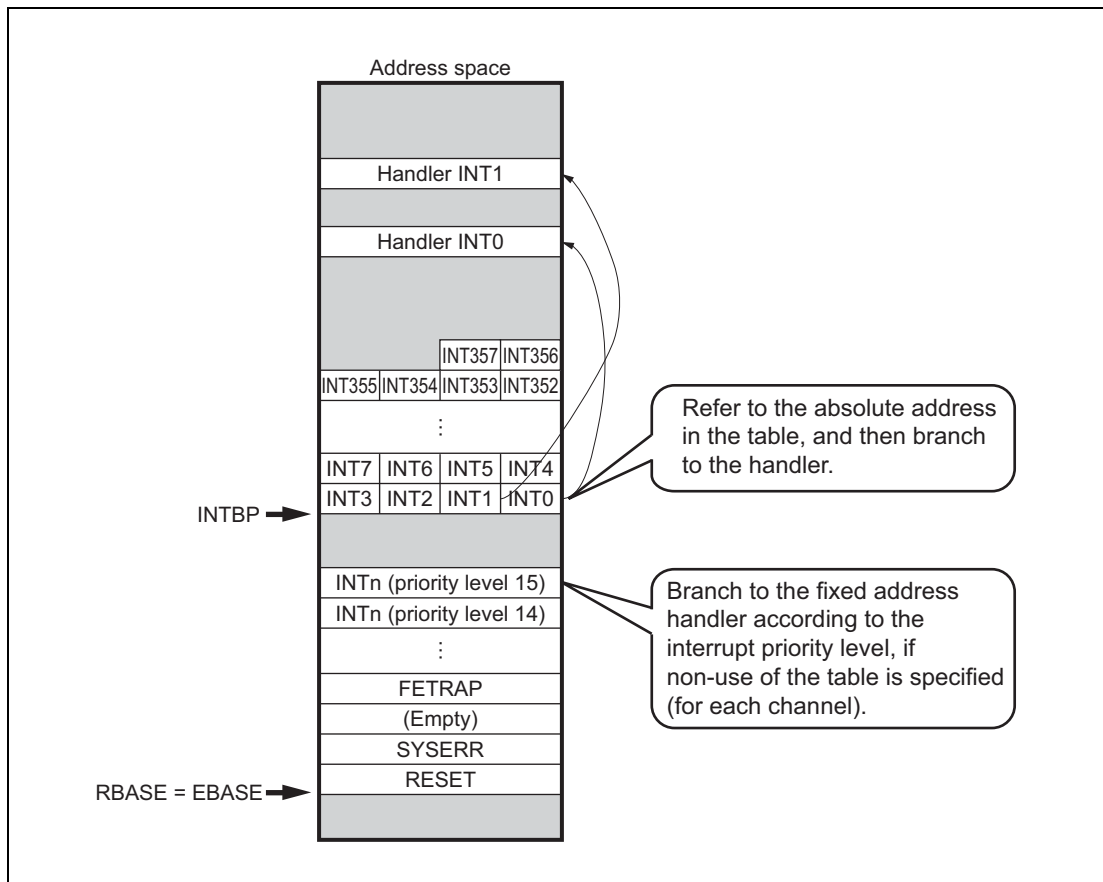 Address space
Handler INT1
Handler INT0
INT357 INT356
INT355 INT354 INT353 INT352
⋮
INT7 INT6 INT5 INT4
INT3 INT2 INT1 INT0
INTBP
Refer to the absolute address
in the table, and then branch
to the handler.
INTn (priority level 15)
INTn (priority level 14)
⋮
FETRAP
(Empty)
SYSERR
RESET
RBASE = EBASE
Branch to the fixed address
handler according to the
interrupt priority level, if
non-use of the table is specified
(for each channel).